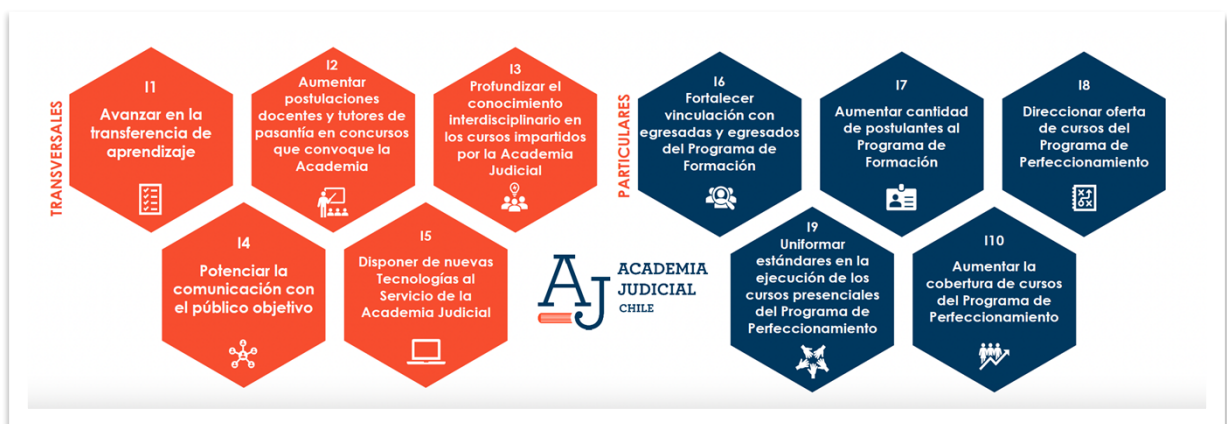 TRANSVERSALES
I1
Avanzar en la
transferencia de
aprendizaje
I2
Aumentar
postulaciones
docentes y tutores de
pasantía en concursos
que convoque la
Academia
I3
Profundizar el
conocimiento
interdisciplinario en
los cursos impartidos
por la Academia
Judicial
I4
Potenciar la
comunicación con
el público objetivo
I5
Disponer de nuevas
Tecnologías al
Servicio de la
Academia Judicial
AJ
ACADEMIA
JUDICIAL
CHILE
PARTICULARES
I6
Fortalecer
vinculación con
egresadas y egresados
del Programa de
Formación
I7
Aumentar cantidad
de postulantes al
Programa de
Formación
I8
Direccionar oferta
de cursos del
Programa de
Perfeccionamiento
I9
Uniformar
estándares en la
ejecución de los
cursos presenciales
del Programa de
Perfeccionamiento
I10
Aumentar la
cobertura de cursos
del Programa de
Perfeccionamiento